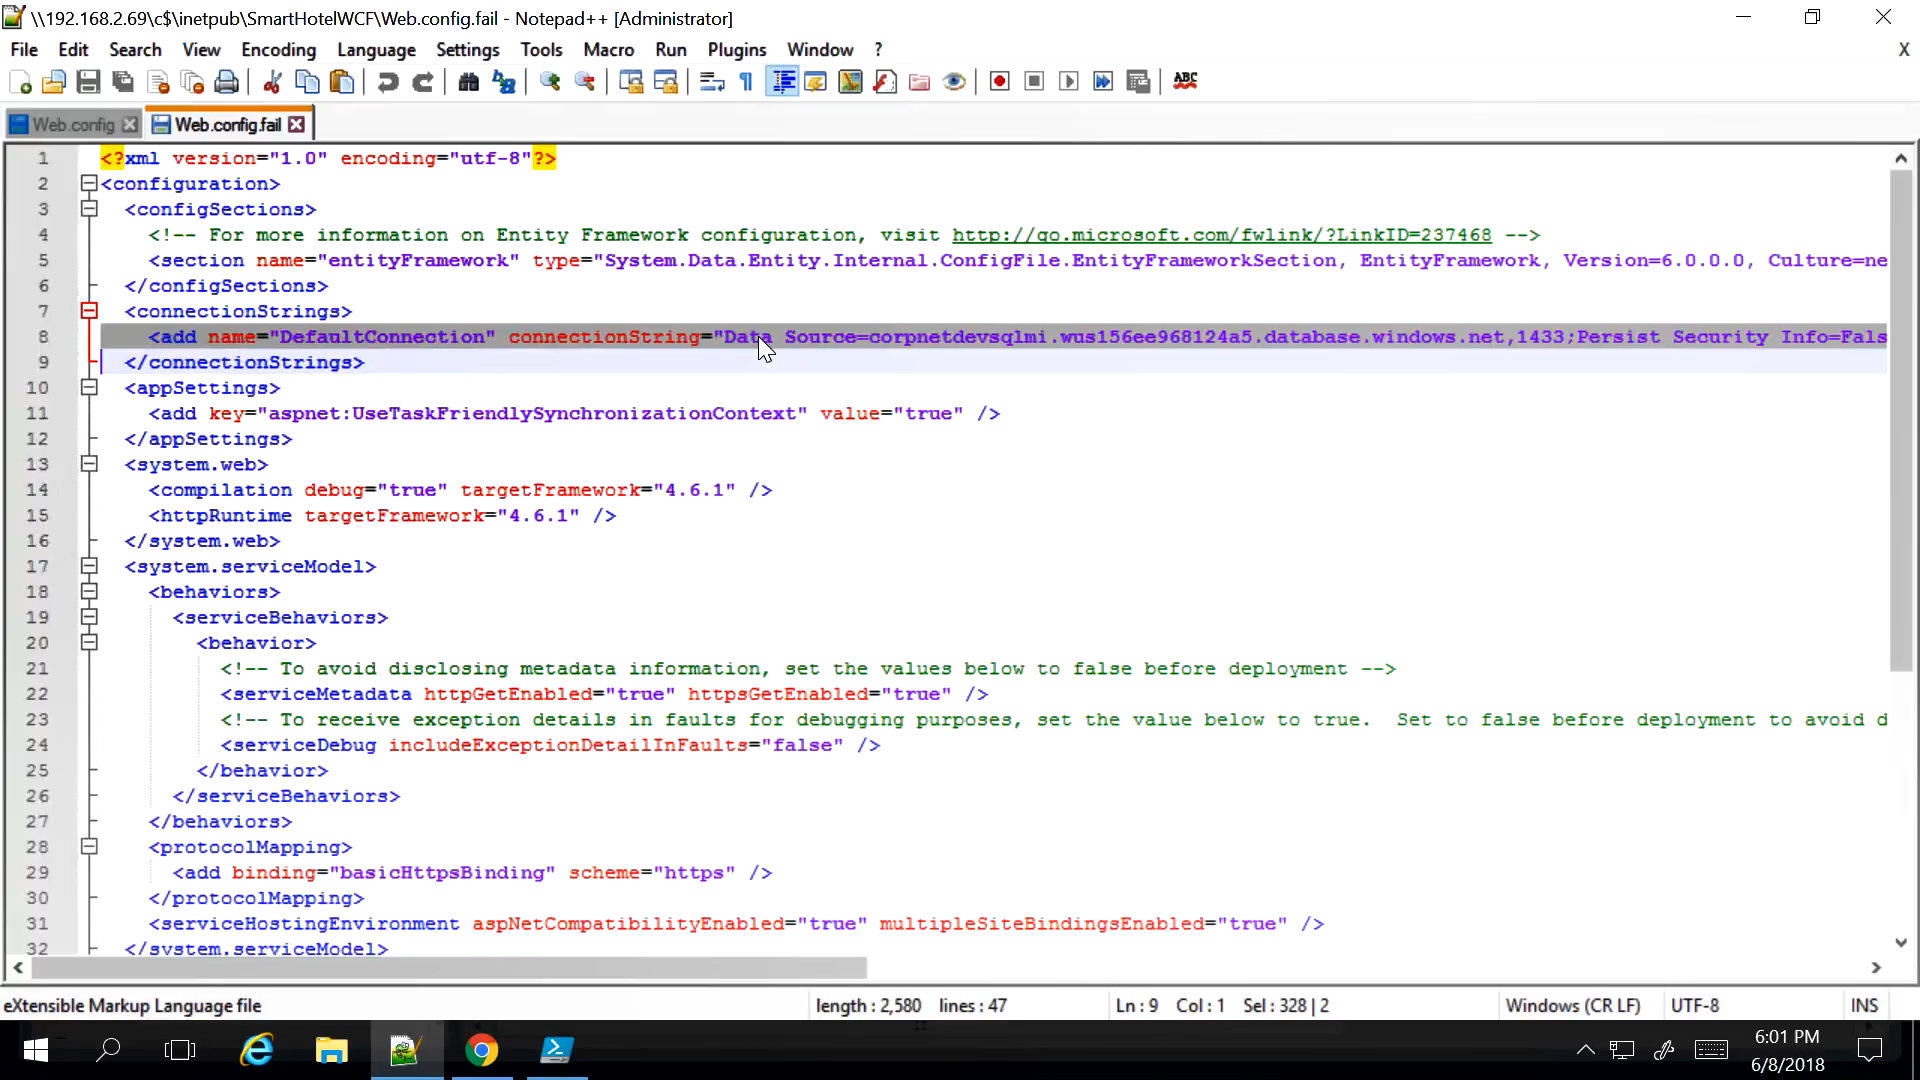 \\192.168.2.69\c$\inetpub\SmartHotelWCF\Web.config.fail - Notepad++ [Administrator]
File Edit Search View Encoding Language Settings Tools Macro Run Plugins Window ? X
ABC
Web.config Web.config.fail
1 <?xml version="1.0" encoding="utf-8"?>
2 <configuration>
3 <configSections>
4 <!-- For more information on Entity Framework configuration, visit http://go.microsoft.com/fwlink/?LinkID=237468 -->
5 <section name="entityFramework" type="System.Data.Entity.Internal.ConfigFile.EntityFrameworkSection, EntityFramework, Version=6.0.0.0, Culture=ne
6 </configSections>
7 <connectionStrings>
8 <add name="DefaultConnection" connectionString="Data Source=corpnetdevsqlmi.wus156ee968124a5.database.windows.net,1433;Persist Security Info=Fals
9 </connectionStrings>
10 <appSettings>
11 <add key="aspnet:UseTaskFriendlySynchronizationContext" value="true" />
12 </appSettings>
13 <system.web>
14 <compilation debug="true" targetFramework="4.6.1" />
15 <httpRuntime targetFramework="4.6.1" />
16 </system.web>
17 <system.serviceModel>
18 <behaviors>
19 <serviceBehaviors>
20 <behavior>
21 <!-- To avoid disclosing metadata information, set the values below to false before deployment -->
22 <serviceMetadata httpGetEnabled="true" httpsGetEnabled="true" />
23 <!-- To receive exception details in faults for debugging purposes, set the value below to true.  Set to false before deployment to avoid d
24 <serviceDebug includeExceptionDetailInFaults="false" />
25 </behavior>
26 </serviceBehaviors>
27 </behaviors>
28 <protocolMapping>
29 <add binding="basicHttpsBinding" scheme="https" />
30 </protocolMapping>
31 <serviceHostingEnvironment aspNetCompatibilityEnabled="true" multipleSiteBindingsEnabled="true" />
32 </system.serviceModel>
eXtensible Markup Language file length : 2,580 lines : 47 Ln : 9 Col : 1 Sel : 328 | 2 Windows (CR LF) UTF-8 INS
6:01 PM
6/8/2018